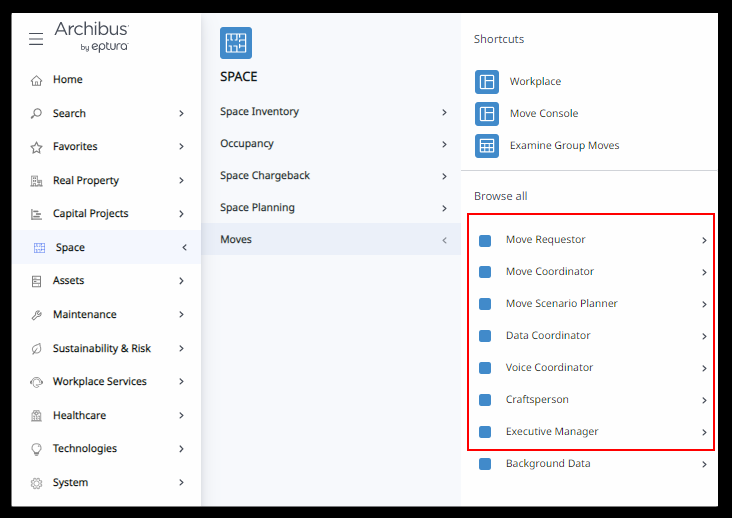 Archibus
by eptura
Home
Search
Favorites
Real Property
Capital Projects
Space
Assets
Maintenance
Sustainability & Risk
Workplace Services
Healthcare
Technologies
System
SPACE
Space Inventory
Occupancy
Space Chargeback
Space Planning
Moves
Shortcuts
Workplace
Move Console
Examine Group Moves
Browse all
Move Requestor
Move Coordinator
Move Scenario Planner
Data Coordinator
Voice Coordinator
Craftsperson
Executive Manager
Background Data